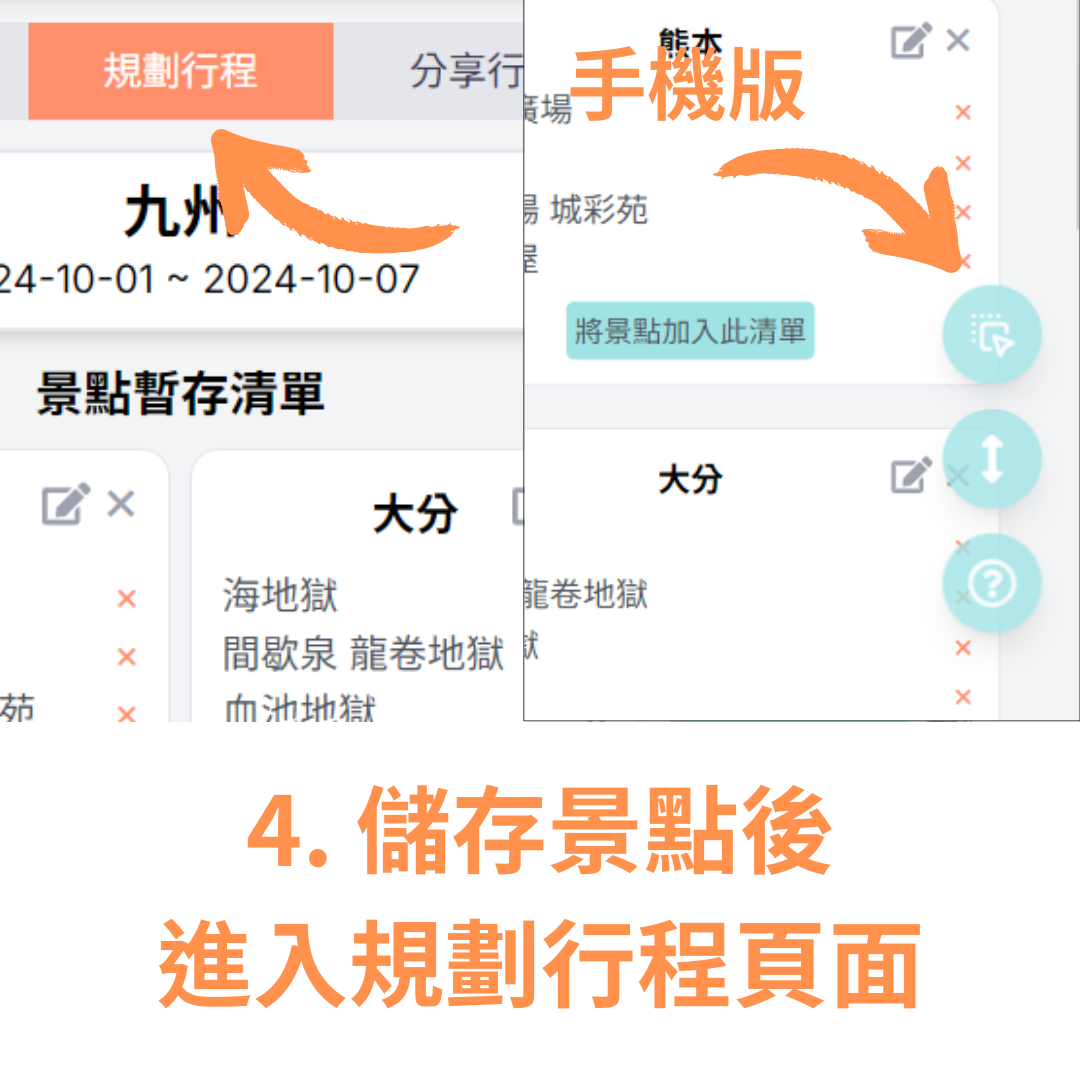 規劃行程
分享行
九州
24-10-01 ~ 2024-10-07
景點暫存清單
大分
海地獄
間歇泉 龍卷地獄
苑
血池地獄
熊本
手機版
廣場
場 城彩苑
屋
將景點加入此清單
大分
龍卷地獄
獄
4. 儲存景點後
進入規劃行程頁面